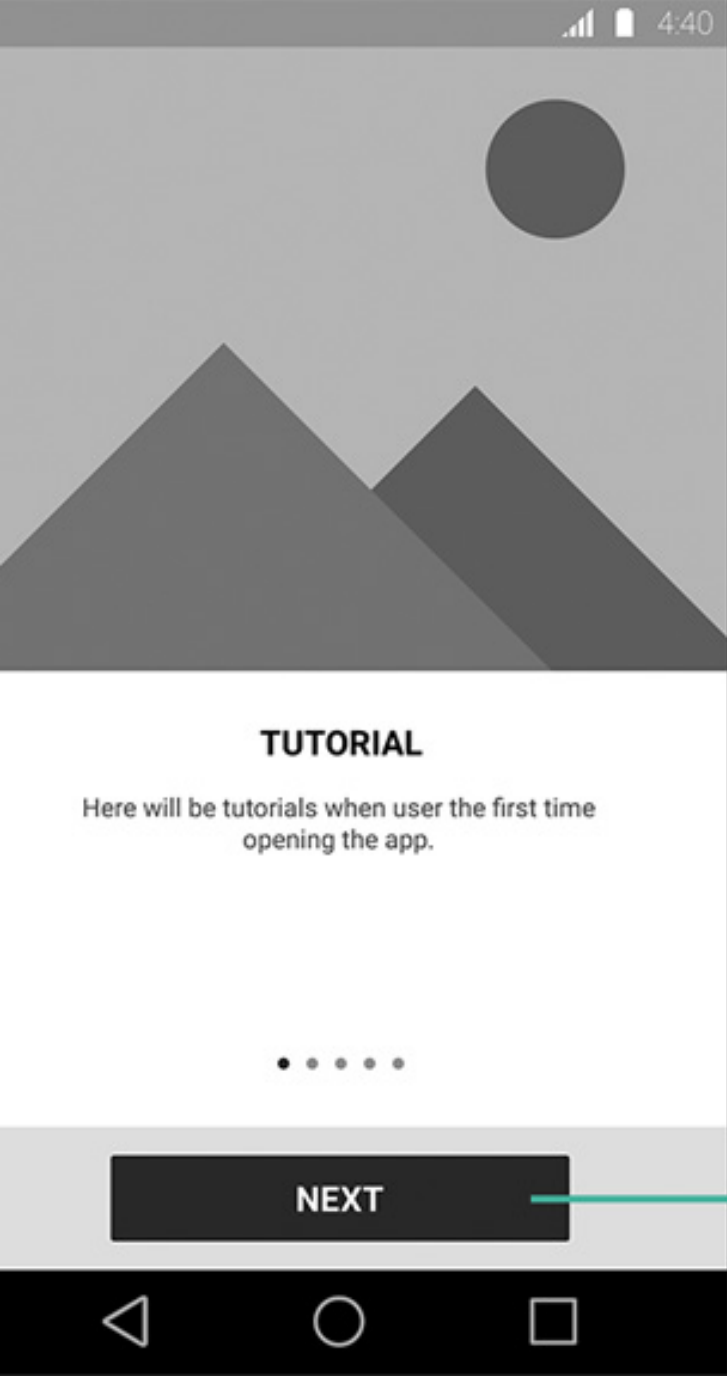 4:40
TUTORIAL
Here will be tutorials when user the first time
opening the app.
NEXT